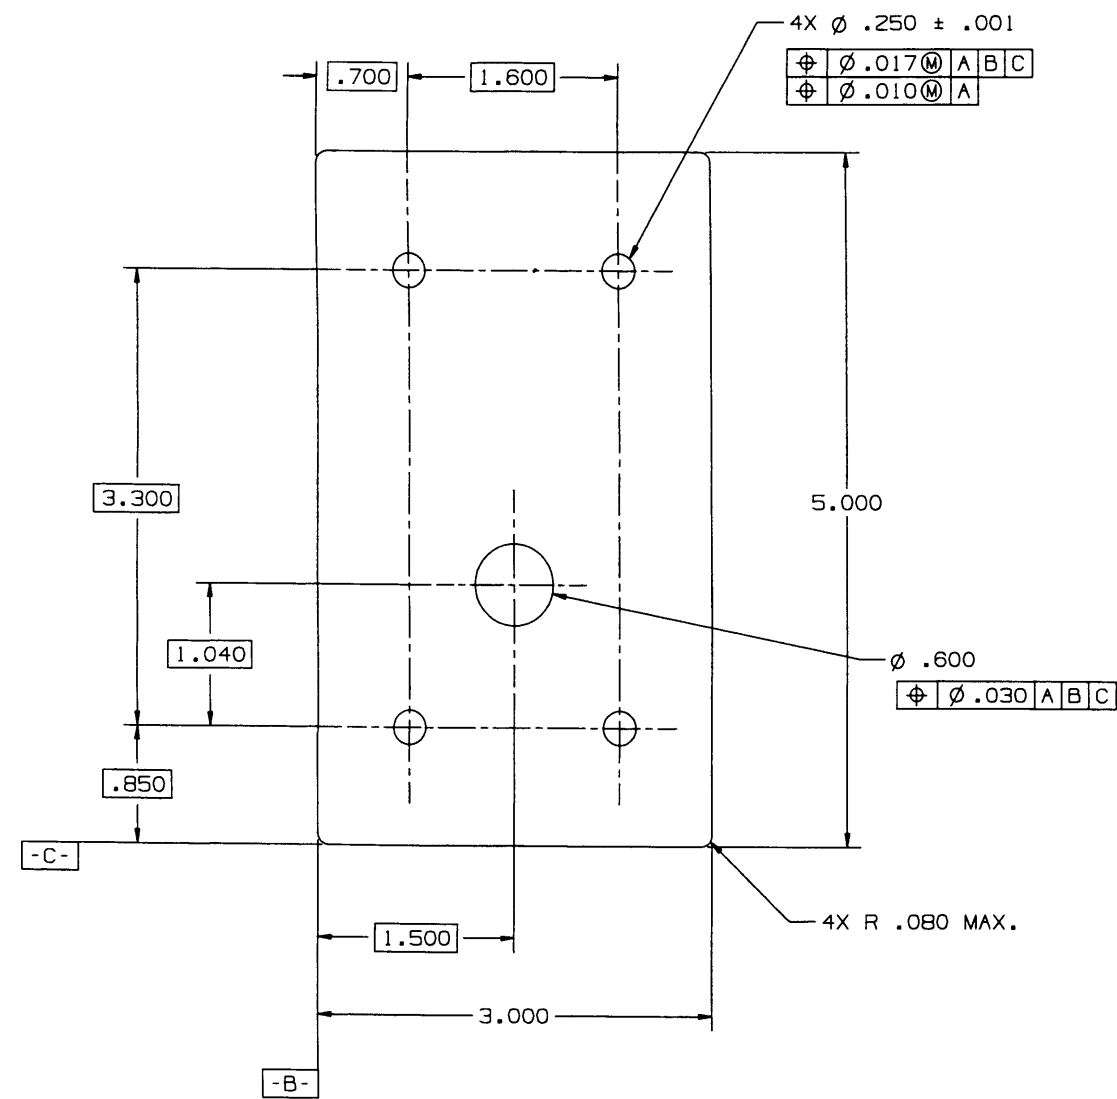 4X Ø .250 ± .001
⌖ Ø .017Ⓜ A B C
⌖ Ø .010Ⓜ A
.700
1.600
3.300
5.000
1.040
Ø .600
⌖ Ø .030 A B C
.850
-C-
4X R .080 MAX.
1.500
3.000
-B-